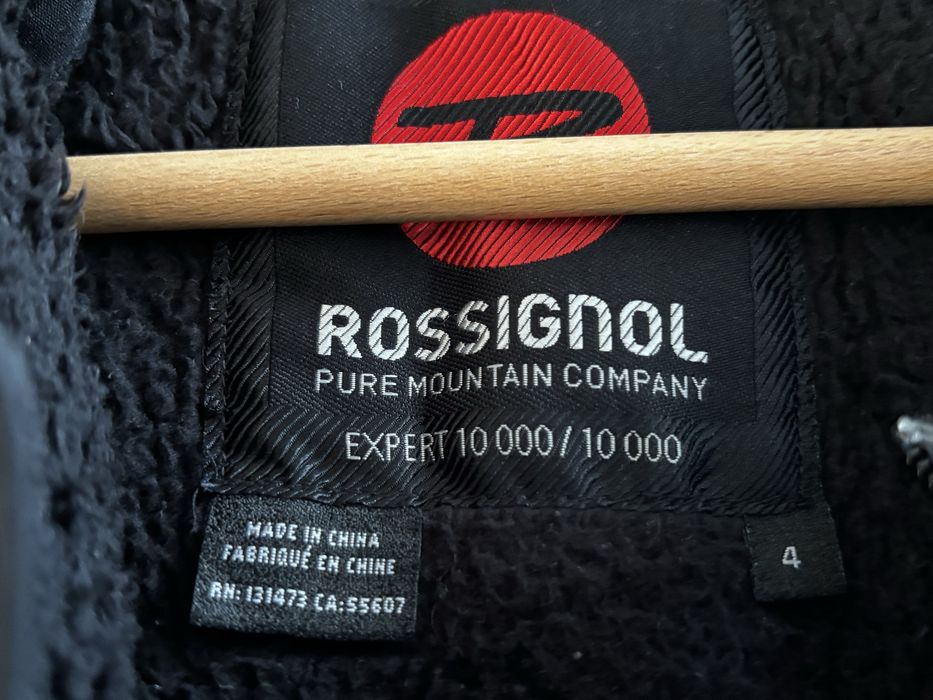 ROSSIGNOL
PURE MOUNTAIN COMPANY
EXPERT 10 000 / 10 000
MADE IN CHINA
FABRIQUÉ EN CHINE
RN: 131473 CA: 55607
4